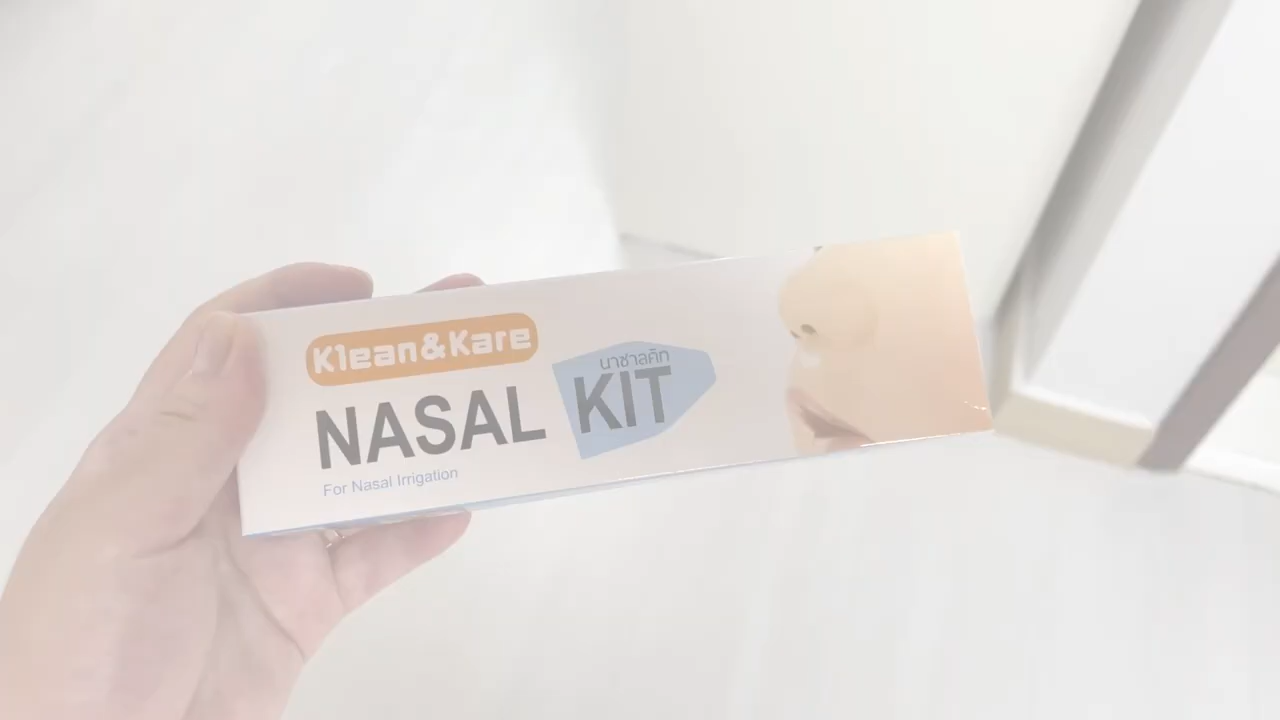 Klean&Kare
นาซาลคิท
NASAL KIT
For Nasal Irrigation